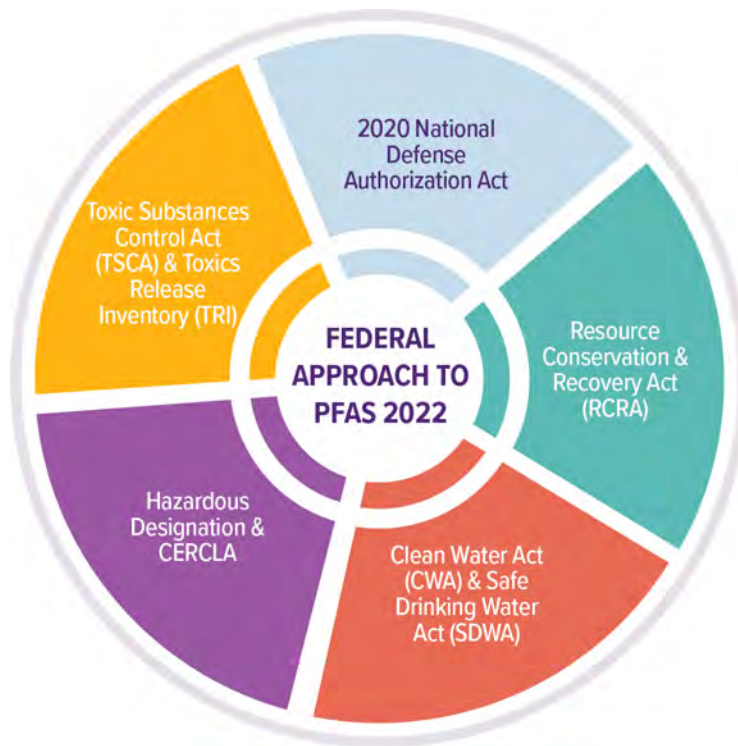 2020 National
Defense
Authorization Act
Resource
Conservation &
Recovery Act
(RCRA)
Clean Water Act
(CWA) & Safe
Drinking Water
Act (SDWA)
Hazardous
Designation &
CERCLA
Toxic Substances
Control Act
(TSCA) & Toxics
Release
Inventory (TRI)
FEDERAL
APPROACH TO
PFAS 2022